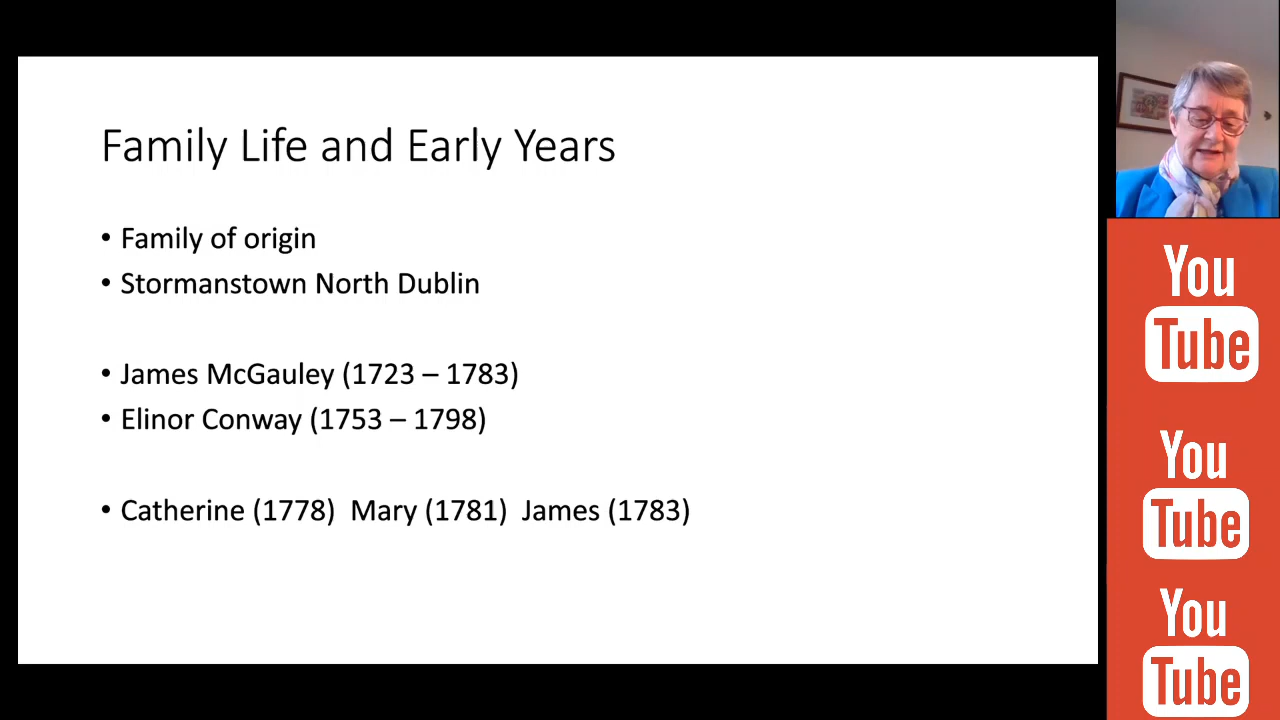 Family Life and Early Years
• Family of origin
• Stormanstown North Dublin
• James McGauley (1723 – 1783)
• Elinor Conway (1753 – 1798)
• Catherine (1778)  Mary (1781)  James (1783)
You
Tube
You
Tube
You
Tube